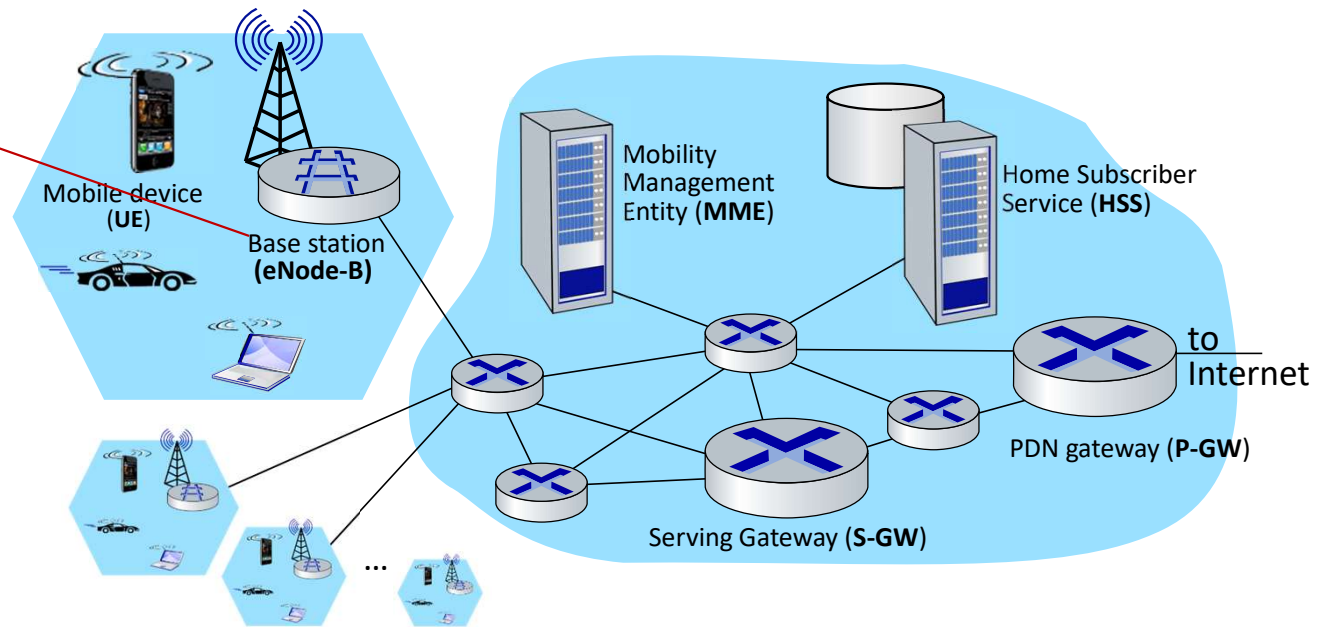 Mobile device
(UE)
Base station
(eNode-B)
Mobility
Management
Entity (MME)
Home Subscriber
Service (HSS)
to
Internet
PDN gateway (P-GW)
Serving Gateway (S-GW)
...